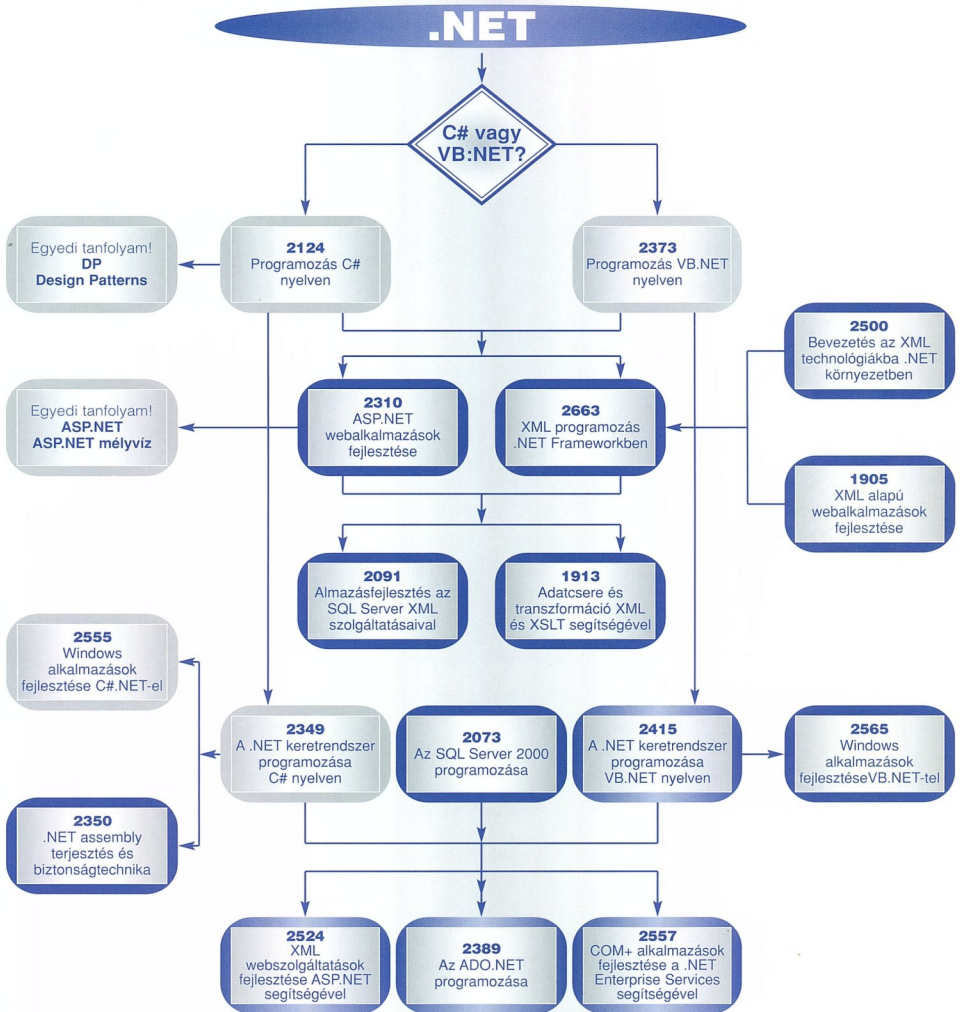 .NET
C# vagy
VB:NET?
Egyedi tanfolyam!
DP
Design Patterns
2124
Programozás C#
nyelven
2373
Programozás VB.NET
nyelven
2500
Bevezetés az XML
technológiákba .NET
környezetben
Egyedi tanfolyam!
ASP.NET
ASP.NET mélyvíz
2310
ASP.NET
webalkalmazások
fejlesztése
2663
XML programozás
.NET Frameworkben
1905
XML alapú
webalkalmazások
fejlesztése
2091
Almazásfejlesztés az
SQL Server XML
szolgáltatásaival
1913
Adatcsere és
transzformáció XML
és XSLT segítségével
2555
Windows
alkalmazások
fejlesztése C#.NET-el
2349
A .NET keretrendszer
programozása
C# nyelven
2073
Az SQL Server 2000
programozása
2415
A .NET keretrendszer
programozása
VB.NET nyelven
2565
Windows
alkalmazások
fejlesztéseVB.NET-tel
2350
.NET assembly
terjesztés és
biztonságtechnika
2524
XML
webszolgáltatások
fejlesztése ASP.NET
segítségével
2389
Az ADO.NET
programozása
2557
COM+ alkalmazások
fejlesztése a .NET
Enterprise Services
segítségével